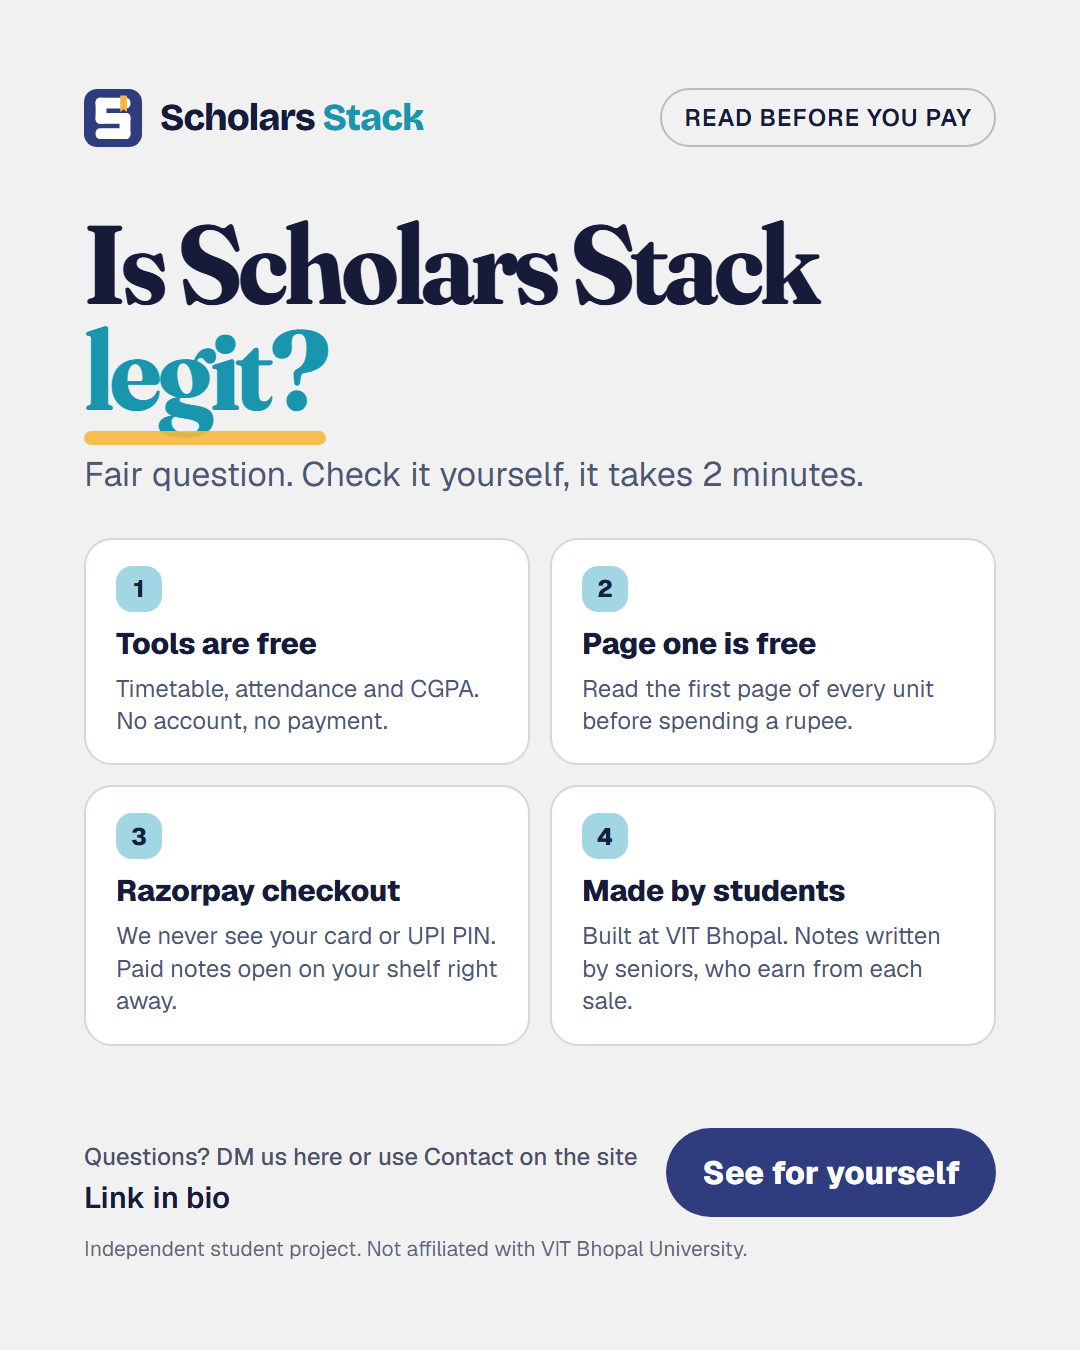 Scholars Stack
READ BEFORE YOU PAY
Is Scholars Stack
legit?
Fair question. Check it yourself, it takes 2 minutes.
1
Tools are free
Timetable, attendance and CGPA.
No account, no payment.
2
Page one is free
Read the first page of every unit
before spending a rupee.
3
Razorpay checkout
We never see your card or UPI PIN.
Paid notes open on your shelf right
away.
4
Made by students
Built at VIT Bhopal. Notes written
by seniors, who earn from each
sale.
Questions? DM us here or use Contact on the site
Link in bio
See for yourself
Independent student project. Not affiliated with VIT Bhopal University.